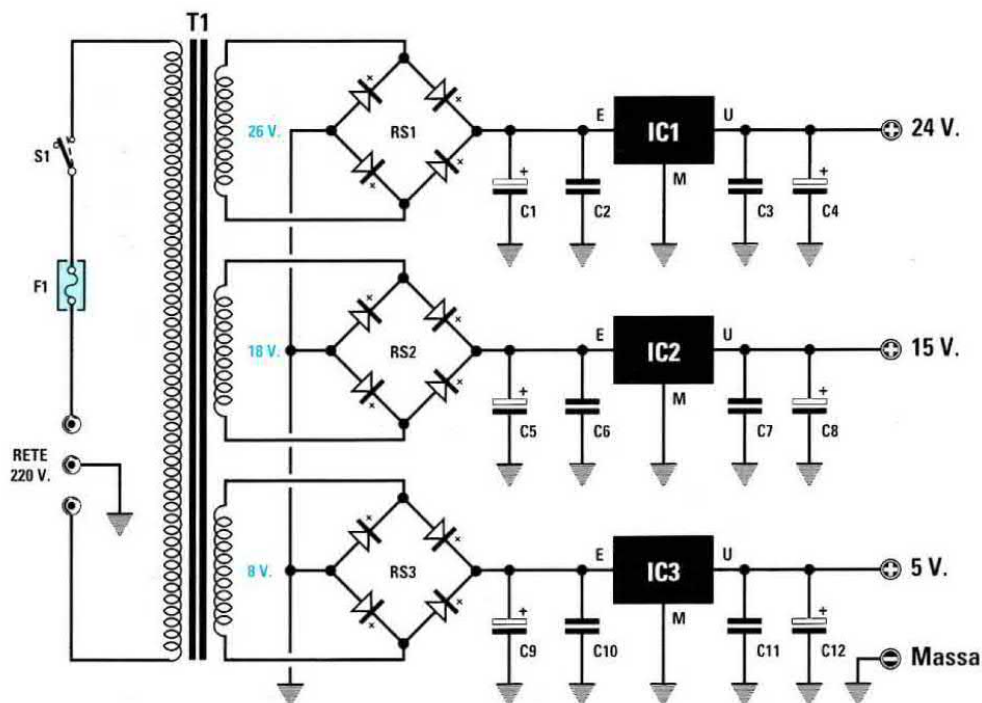 T1
S1
F1
RETE
220 V.
26 V.
RS1
E
IC1
U
M
C1
+
C2
C3
C4
+
24 V.
18 V.
RS2
E
IC2
U
M
C5
+
C6
C7
C8
+
15 V.
8 V.
RS3
E
IC3
U
M
C9
+
C10
C11
C12
+
5 V.
Massa